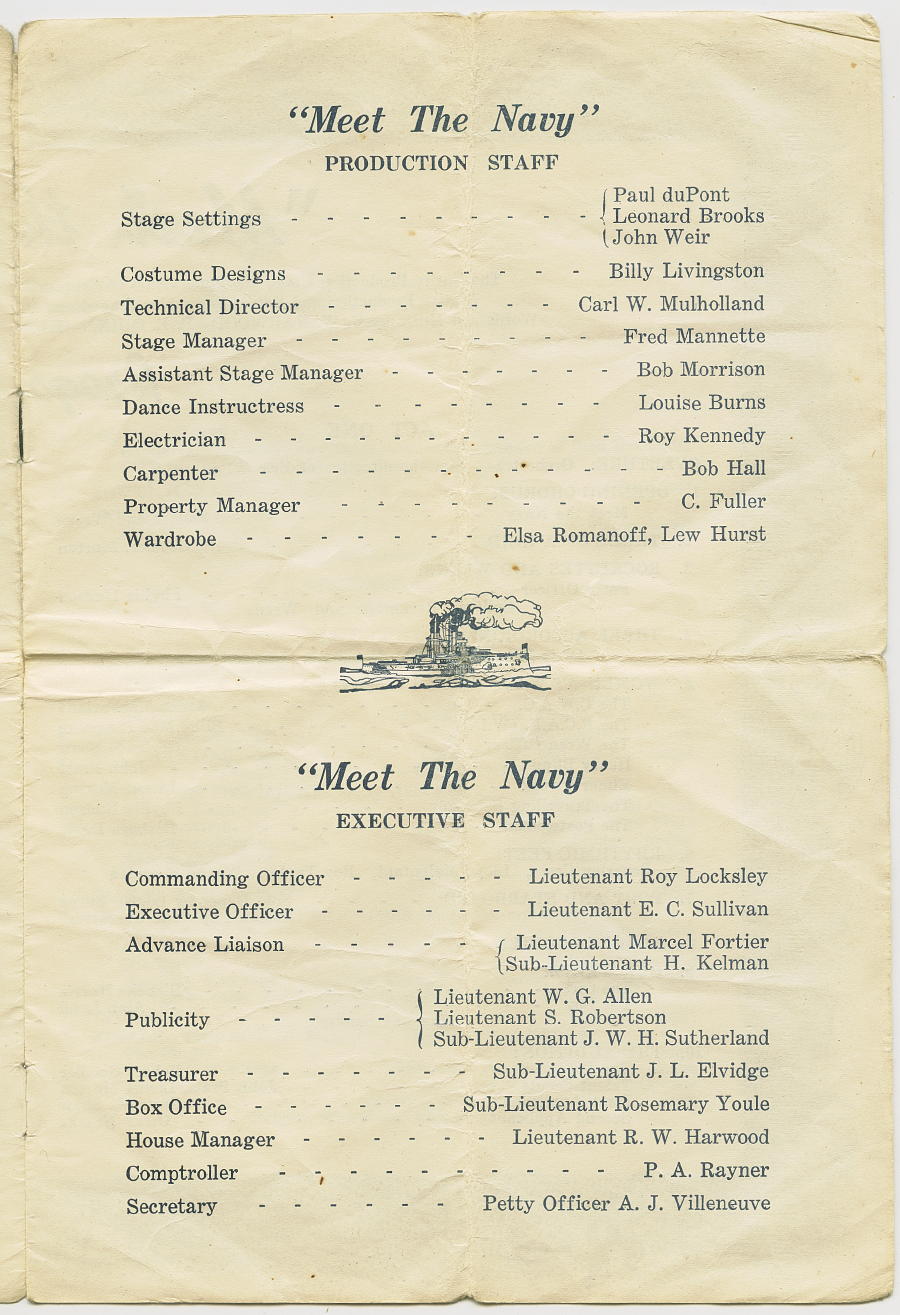 “Meet The Navy”
PRODUCTION STAFF
Stage Settings - - - - - - - - - Paul duPont
Leonard Brooks
John Weir
Costume Designs - - - - - - - - Billy Livingston
Technical Director - - - - - - - Carl W. Mulholland
Stage Manager - - - - - - - - - Fred Mannette
Assistant Stage Manager - - - - - - - Bob Morrison
Dance Instructress - - - - - - - - Louise Burns
Electrician - - - - - - - - - - - Roy Kennedy
Carpenter - - - - - - - - - - - - Bob Hall
Property Manager - - - - - - - - - C. Fuller
Wardrobe - - - - - - - Elsa Romanoff, Lew Hurst
“Meet The Navy”
EXECUTIVE STAFF
Commanding Officer - - - - - Lieutenant Roy Locksley
Executive Officer - - - - - - Lieutenant E. C. Sullivan
Advance Liaison - - - - - Lieutenant Marcel Fortier
Sub-Lieutenant H. Kelman
Lieutenant W. G. Allen
Publicity - - - - - Lieutenant S. Robertson
Sub-Lieutenant J. W. H. Sutherland
Treasurer - - - - - - - Sub-Lieutenant J. L. Elvidge
Box Office - - - - - - Sub-Lieutenant Rosemary Youle
House Manager - - - - - - Lieutenant R. W. Harwood
Comptroller - - - - - - - - - - P. A. Rayner
Secretary - - - - - - Petty Officer A. J. Villeneuve